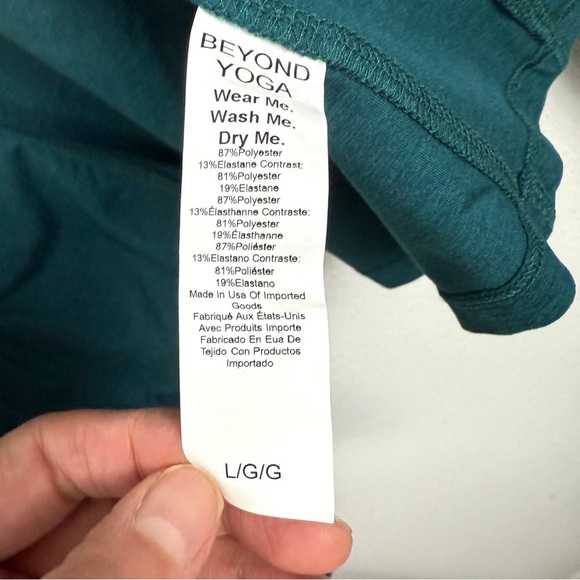 BEYOND
YOGA
Wear Me.
Wash Me.
Dry Me.
87%Polyester
13%Elastane Contrast:
81%Polyester
19%Elastane
87%Polyester
13%Élasthanne Contraste:
81%Polyester
19%Élasthanne
87%Poliéster
13%Elastano Contraste:
81%Poliéster
19%Elastano
Made In Usa Of Imported
Goods
Fabriqué Aux États-Unis
Avec Produits Importe
Fabricado En Eua De
Tejido Con Productos
Importado
L/G/G